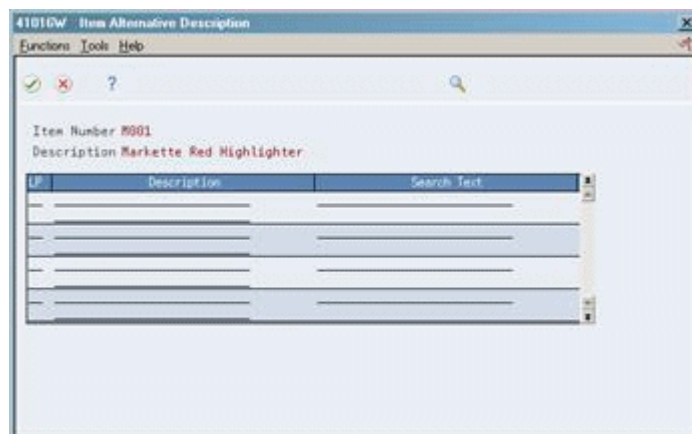 41016W Item Alternative Description
Functions Tools Help
?
Item Number M001
Description Markette Red Highlighter
LP Description Search Text